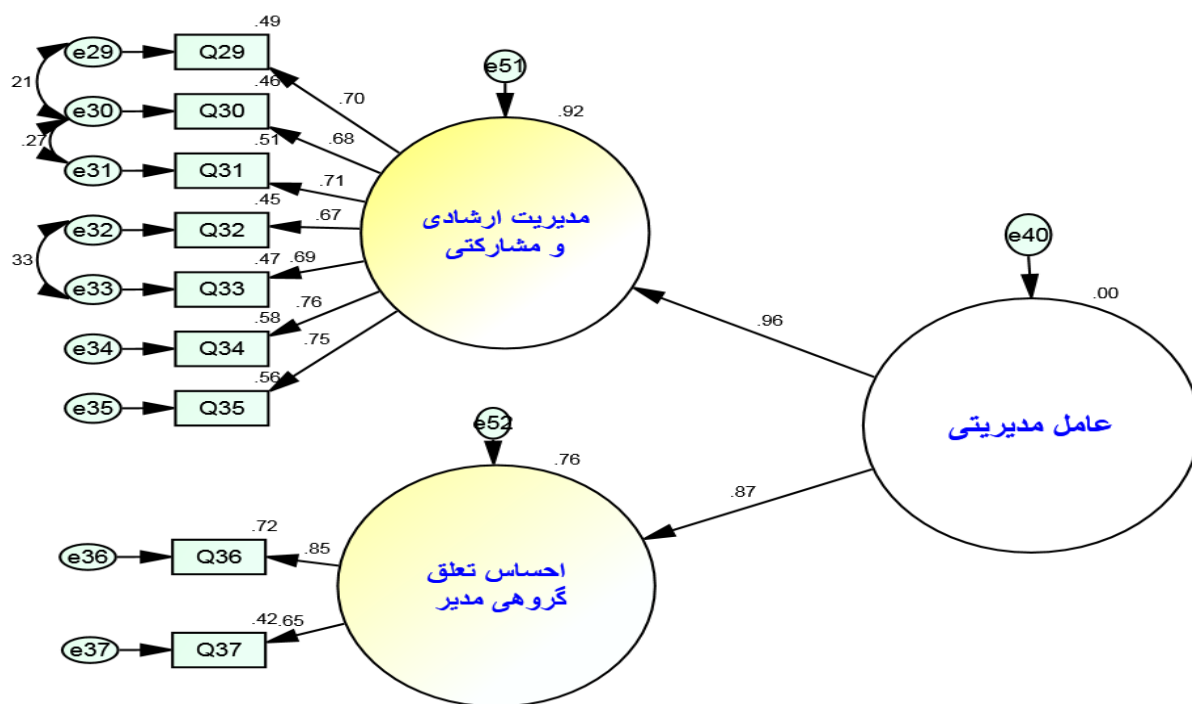 .49
e29
Q29
e51
21
.46
.70
.92
e30
Q30
.68
.27
.51
e31
Q31
.71
.45
.67
مدیریت ارشادی
و مشارکتی
e32
Q32
e40
33
.47
.69
e33
Q33
.00
.76
.58
.96
e34
Q34
.75
.56
e35
Q35
e52
عامل مدیریتی
.76
.87
.72
e36
Q36
.85
احساس تعلق
گروهی مدیر
.42
.65
e37
Q37